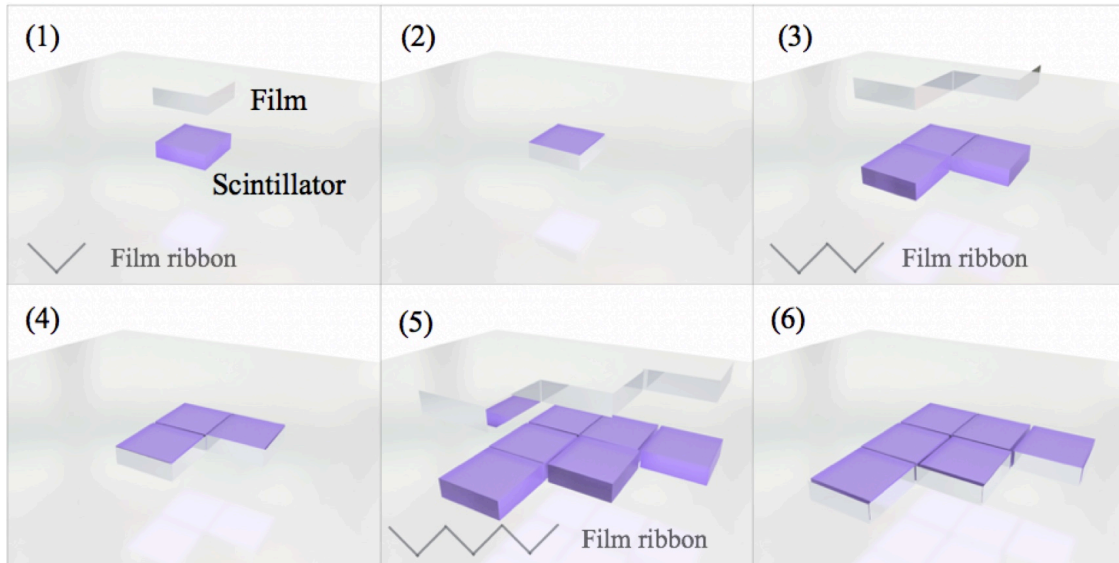 (1)
Film
Scintillator
Film ribbon
(2)
(3)
Film ribbon
(4)
(5)
Film ribbon
(6)